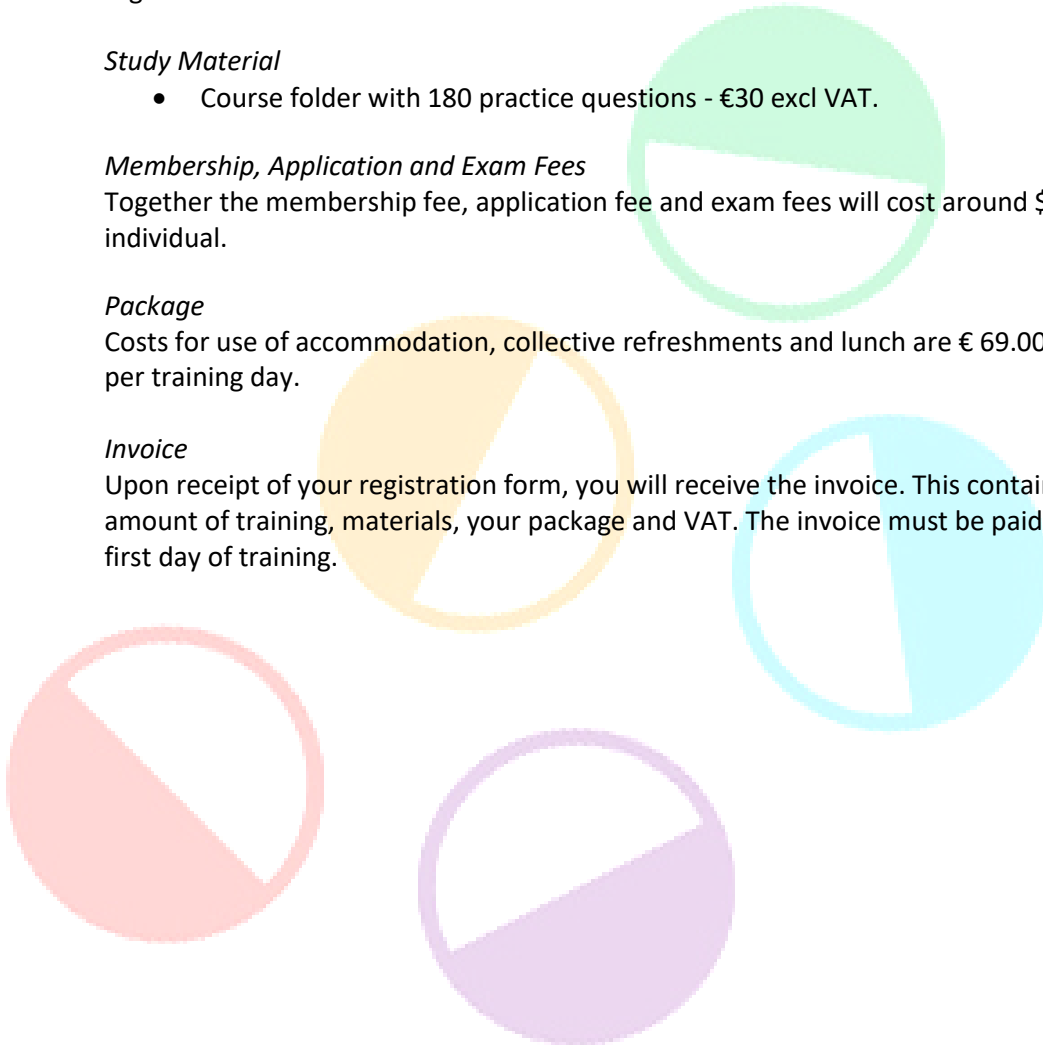 Study Material
• Course folder with 180 practice questions - €30 excl VAT.
Membership, Application and Exam Fees
Together the membership fee, application fee and exam fees will cost around $
individual.
Package
Costs for use of accommodation, collective refreshments and lunch are € 69.00
per training day.
Invoice
Upon receipt of your registration form, you will receive the invoice. This contain
amount of training, materials, your package and VAT. The invoice must be paid
first day of training.